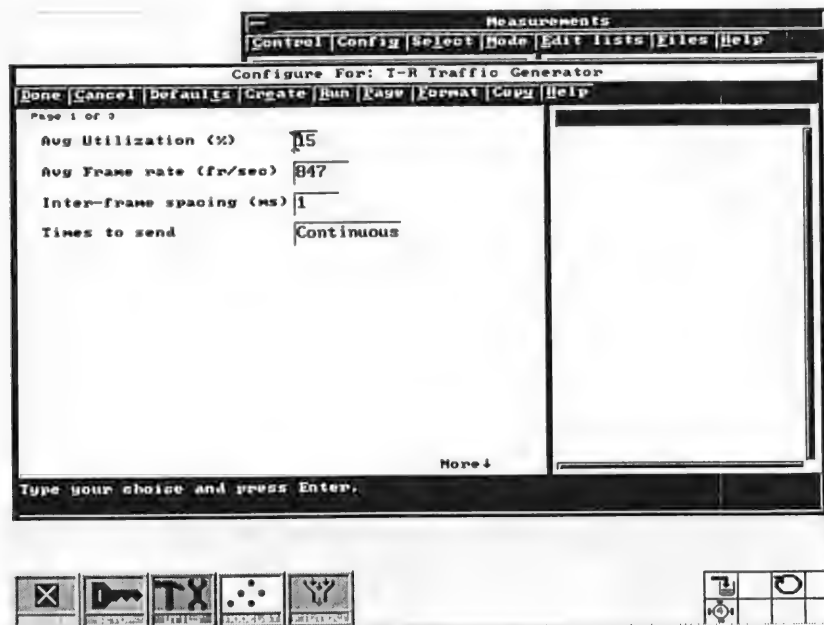 Measurements
Control Config Select Mode Edit lists Files Help
Configure For: T-R Traffic Generator
Done Cancel Defaults Create Run Page Format Copy Help
Page 1 of 3
Avg Utilization (%) 15
Avg Frame rate (fr/sec) 847
Inter-frame spacing (ms) 1
Times to send Continuous
More↓
Type your choice and press Enter.
4